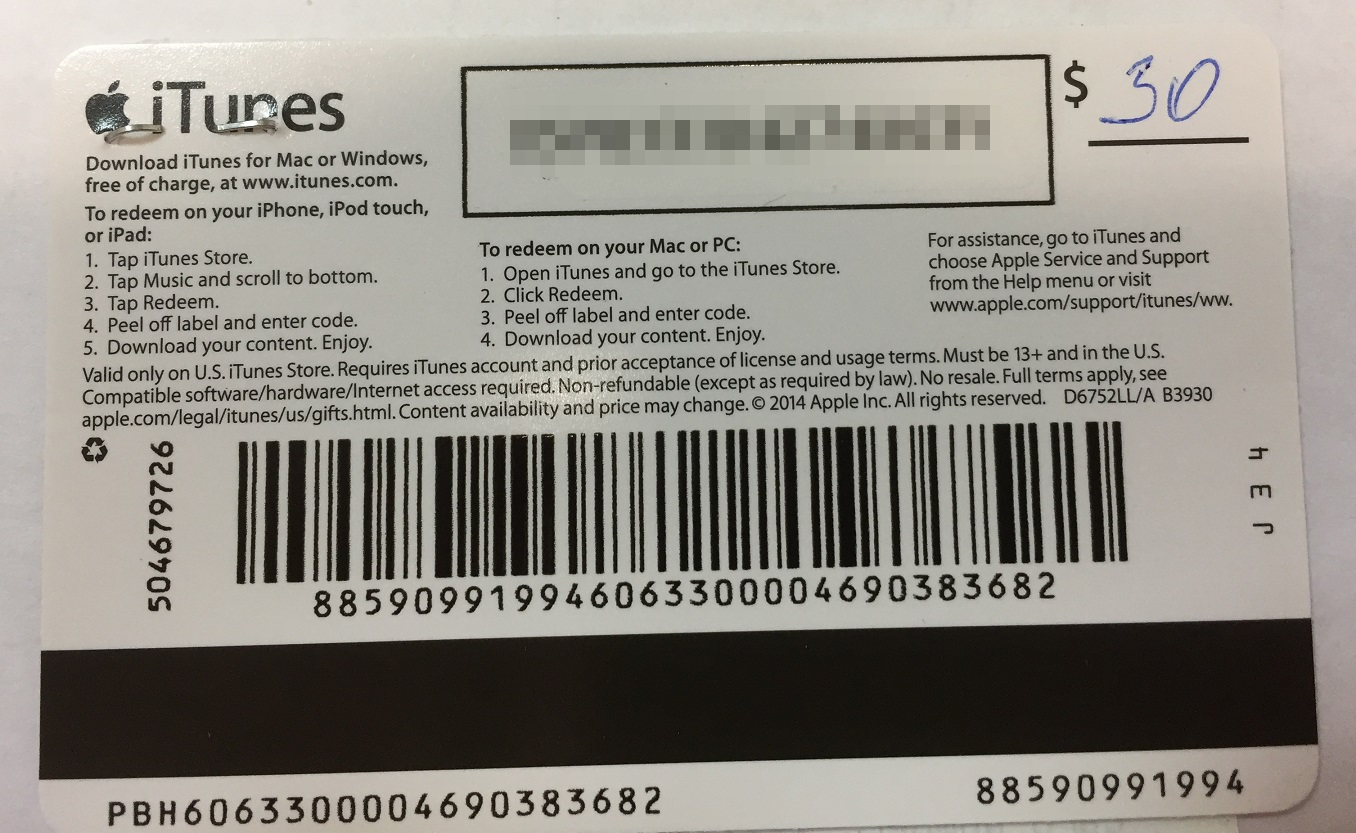 iTunes
$ 30
Download iTunes for Mac or Windows,
free of charge, at www.itunes.com.
To redeem on your iPhone, iPod touch,
or iPad:
1. Tap iTunes Store.
2. Tap Music and scroll to bottom.
3. Tap Redeem.
4. Peel off label and enter code.
5. Download your content. Enjoy.
To redeem on your Mac or PC:
1. Open iTunes and go to the iTunes Store.
2. Click Redeem.
3. Peel off label and enter code.
4. Download your content. Enjoy.
For assistance, go to iTunes and
choose Apple Service and Support
from the Help menu or visit
www.apple.com/support/itunes/ww.
Valid only on U.S. iTunes Store. Requires iTunes account and prior acceptance of license and usage terms. Must be 13+ and in the U.S.
Compatible software/hardware/Internet access required. Non-refundable (except as required by law). No resale. Full terms apply, see
apple.com/legal/itunes/us/gifts.html. Content availability and price may change. © 2014 Apple Inc. All rights reserved. D6752LL/A B3930
504679726
J E 4
885909919946063300004690383682
PBH6063300004690383682
88590991994